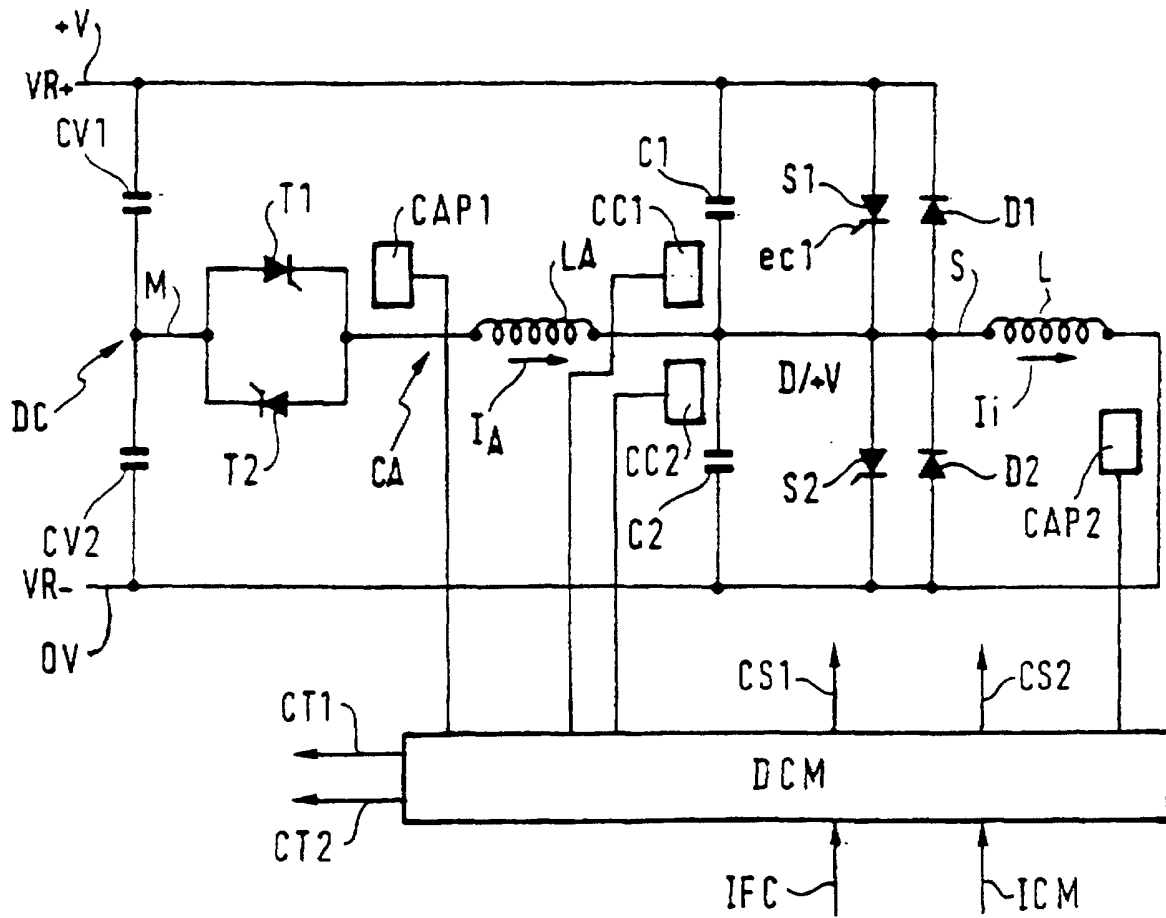 +V
VR+
CV1
C1
S1
T1
CAP1
CC1
D1
LA
ec1
M
S
L
D/+V
DC
IA
Ii
CA
CC2
T2
S2
D2
CV2
C2
CAP2
VR-
0V
CS1
CS2
CT1
DCM
CT2
IFC
ICM